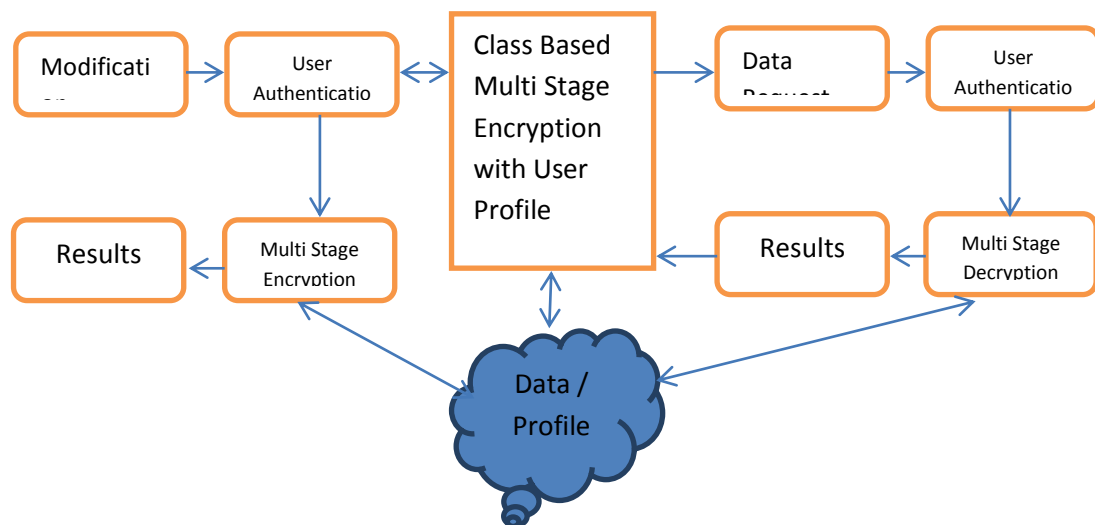 Modificati
User
Authenticatio
Class Based
Multi Stage
Encryption
with User
Profile
Data
Request
User
Authenticatio
Results
Multi Stage
Encryption
Results
Multi Stage
Decryption
Data /
Profile